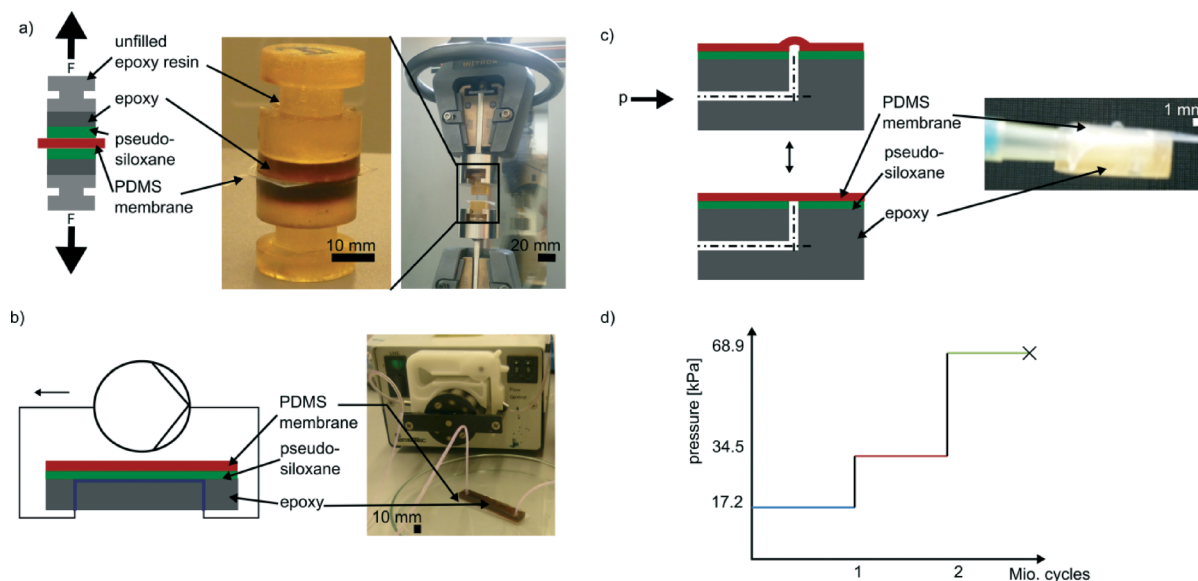 a)
F
unfilled
epoxy resin
epoxy
pseudo-
siloxane
PDMS
membrane
F
10 mm
20 mm
b)
PDMS
membrane
pseudo-
siloxane
epoxy
10 mm
c)
p
PDMS
membrane
pseudo-
siloxane
epoxy
1 mm
d)
pressure [kPa]
68.9
34.5
17.2
1
2
Mio. cycles